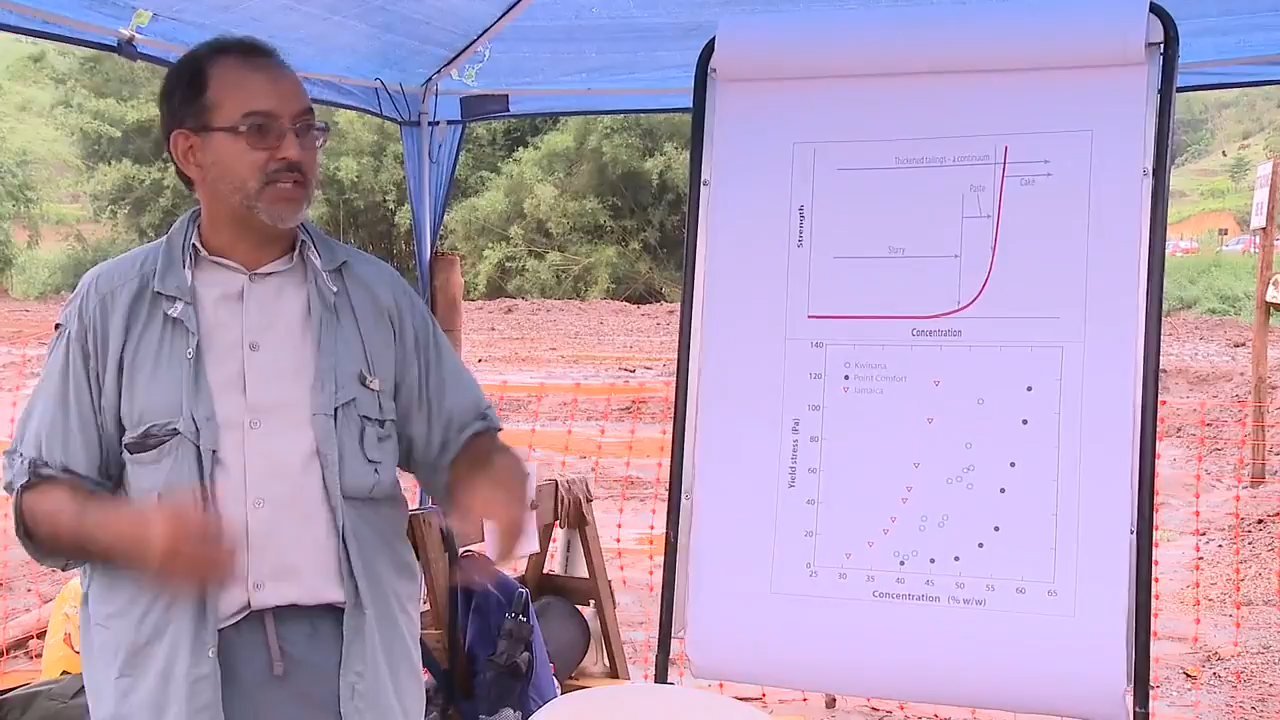 Thickened tailings – a continuum
Cake
Paste
Slurry
Strength
Concentration
140
120
100
80
60
40
20
0
Kwinana
Point Comfort
Jamaica
Yield stress (Pa)
25 31 35 40 45 50 55 60 65
Concentration (% w/w)